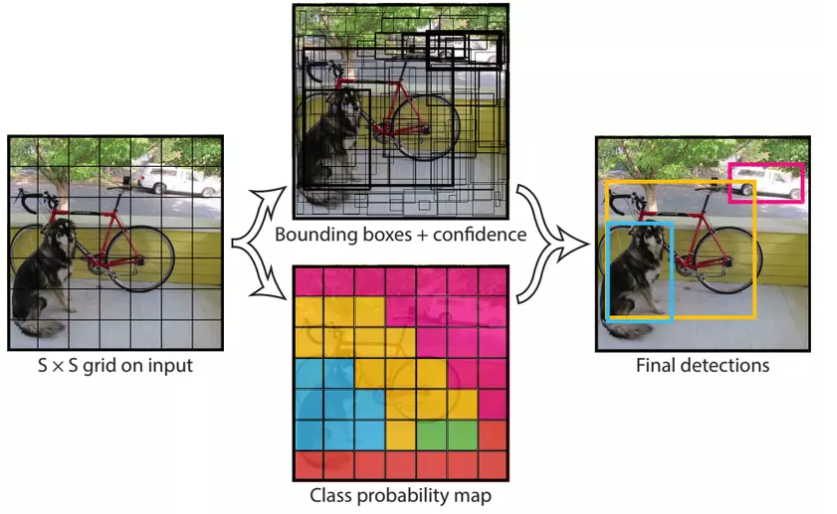 S × S grid on input
Bounding boxes + confidence
Class probability map
Final detections